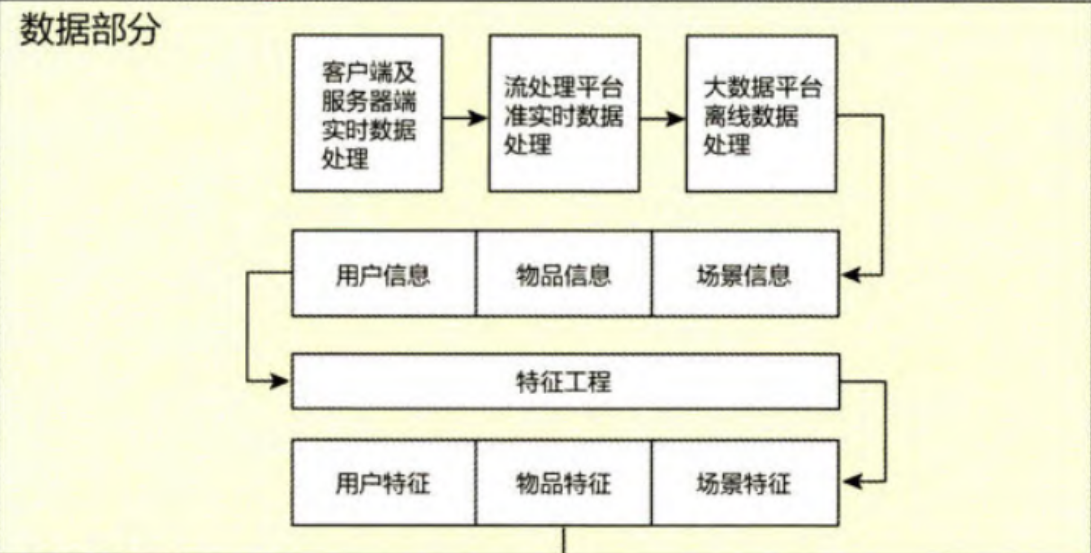 数据部分
客户端及
服务器端
实时数据
处理
流处理平台
准实时数据
处理
大数据平台
离线数据
处理
用户信息
物品信息
场景信息
特征工程
用户特征
物品特征
场景特征